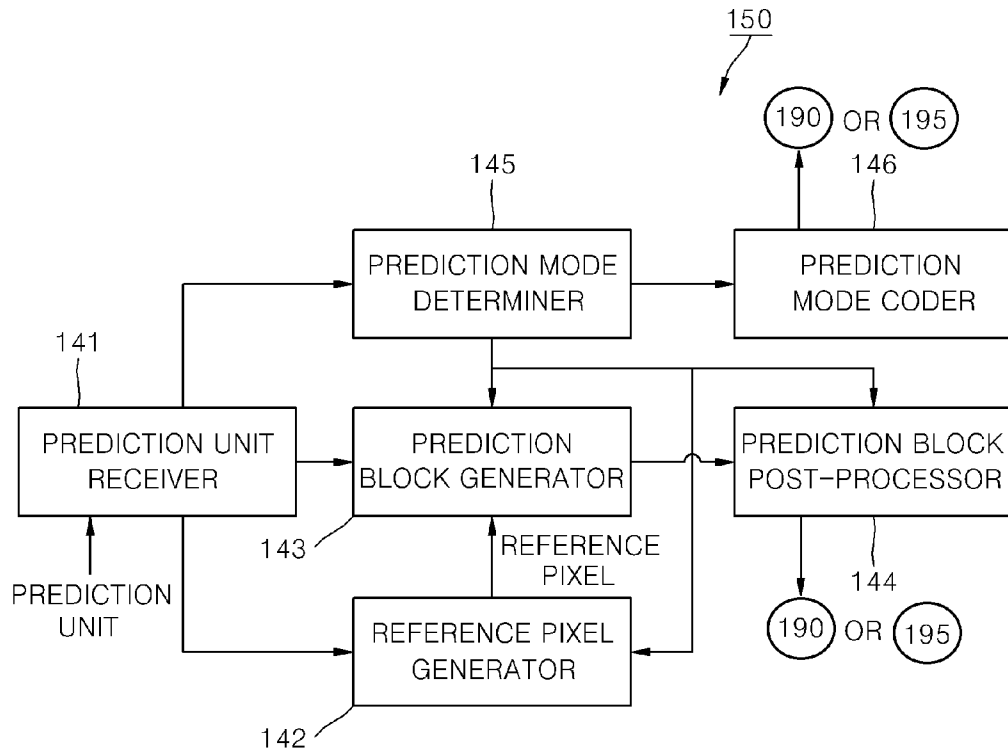 150
190 OR 195
145
146
PREDICTION MODE
DETERMINER
PREDICTION
MODE CODER
141
PREDICTION UNIT
RECEIVER
PREDICTION
BLOCK GENERATOR
PREDICTION BLOCK
POST-PROCESSOR
143
REFERENCE
PIXEL
144
PREDICTION
UNIT
190 OR 195
REFERENCE PIXEL
GENERATOR
142